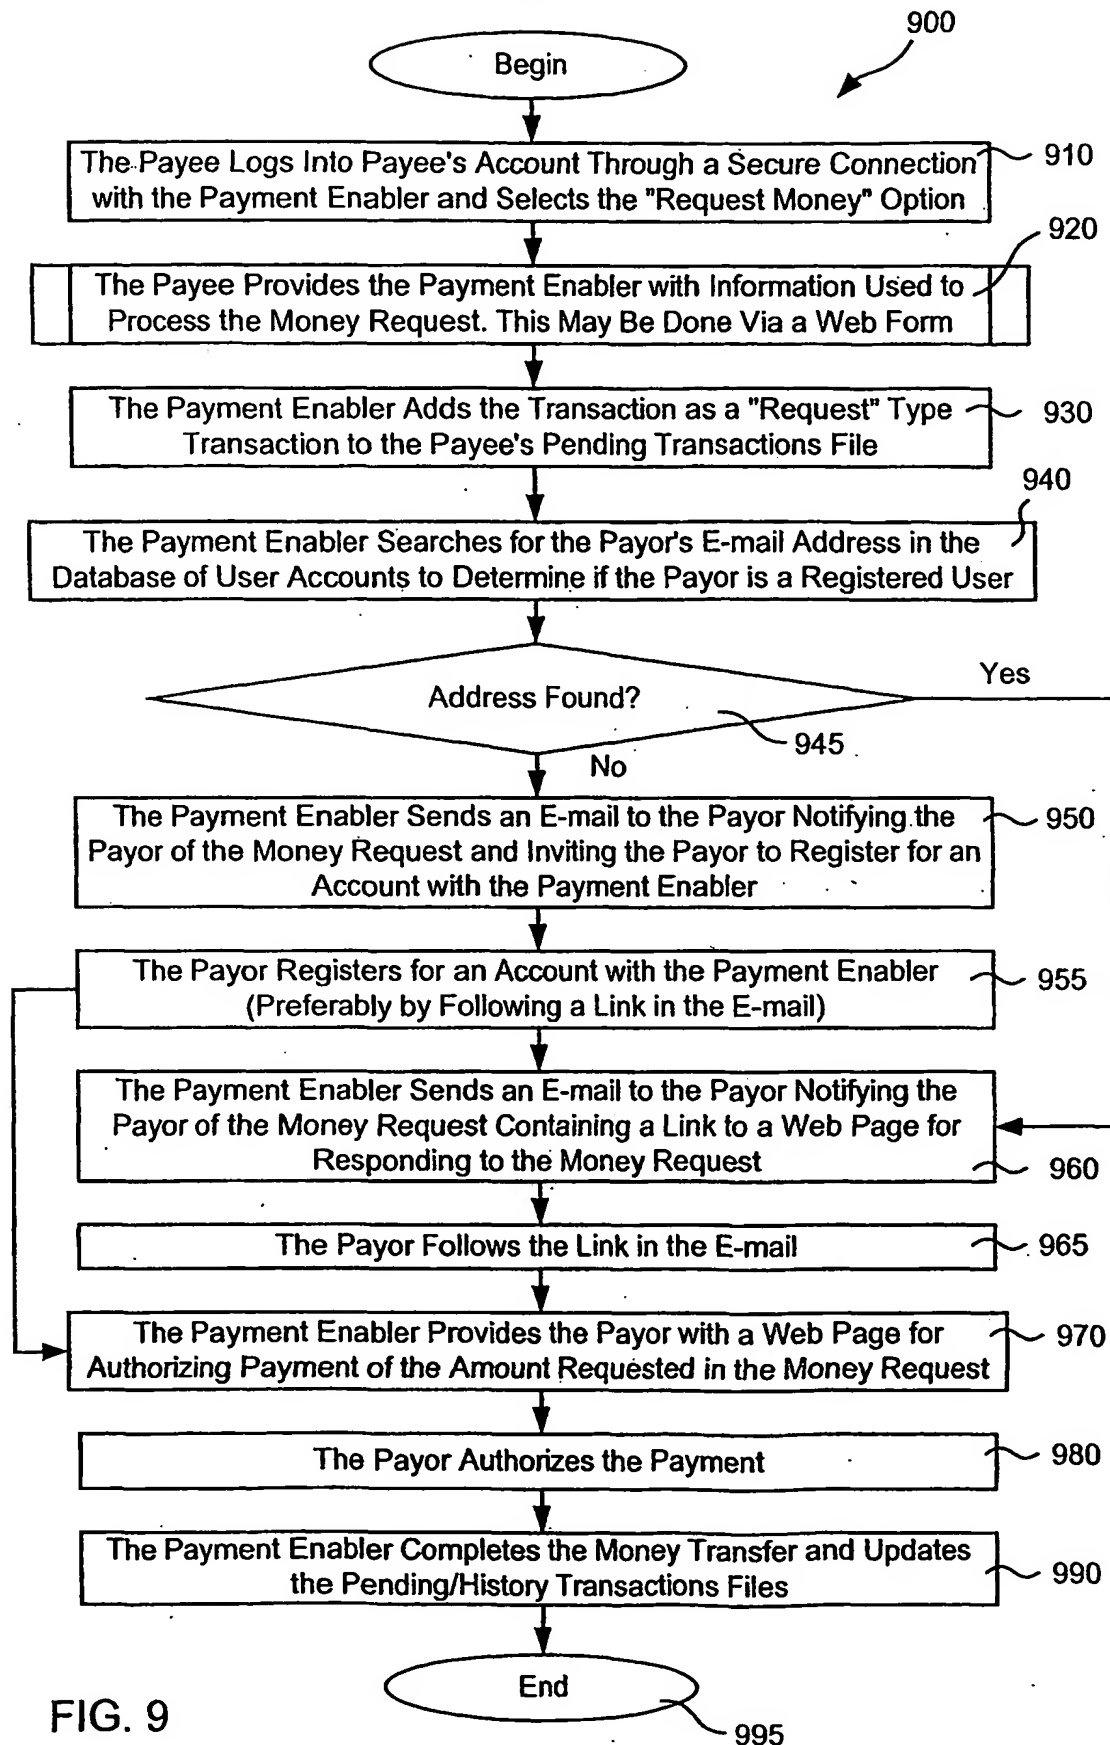 900
Begin
The Payee Logs Into Payee's Account Through a Secure Connection
with the Payment Enabler and Selects the "Request Money" Option
910
920
The Payee Provides the Payment Enabler with Information Used to
Process the Money Request. This May Be Done Via a Web Form
The Payment Enabler Adds the Transaction as a "Request" Type
Transaction to the Payee's Pending Transactions File
930
940
The Payment Enabler Searches for the Payor's E-mail Address in the
Database of User Accounts to Determine if the Payor is a Registered User
Yes
Address Found?
945
No
The Payment Enabler Sends an E-mail to the Payor Notifying the
Payor of the Money Request and Inviting the Payor to Register for an
Account with the Payment Enabler
950
The Payor Registers for an Account with the Payment Enabler
(Preferably by Following a Link in the E-mail)
955
The Payment Enabler Sends an E-mail to the Payor Notifying the
Payor of the Money Request Containing a Link to a Web Page for
Responding to the Money Request
960
The Payor Follows the Link in the E-mail
965
The Payment Enabler Provides the Payor with a Web Page for
Authorizing Payment of the Amount Requested in the Money Request
970
The Payor Authorizes the Payment
980
The Payment Enabler Completes the Money Transfer and Updates
the Pending/History Transactions Files
990
End
995
FIG. 9